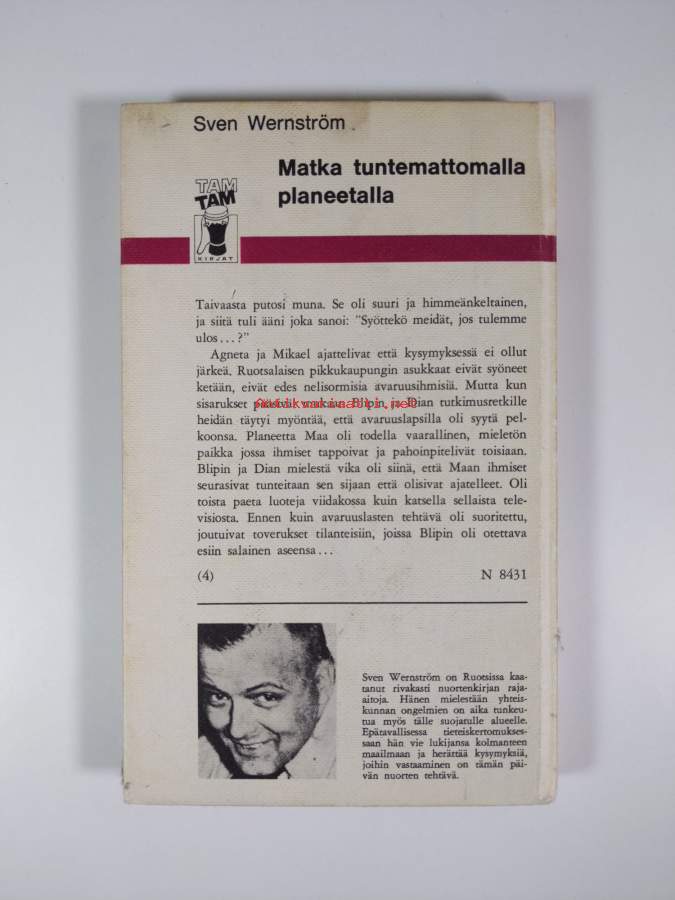 Sven Wernström
Matka tuntemattomalla
planeetalla
TAM
TAM
KIRJAT
Taivaasta putosi muna. Se oli suuri ja himmeänkeltainen,
ja siitä tuli ääni joka sanoi: "Syöttekö meidät, jos tulemme
ulos...?"
Agneta ja Mikael ajattelivat että kysymyksessä ei ollut
järkeä. Ruotsalaisen pikkukaupungin asukkaat eivät syöneet
ketään, eivät edes nelisormisia avaruusihmisiä. Mutta kun
sisarukset pääsivät mukaan Blipin ja Dian tutkimusretkille
heidän täytyi myöntää, että avaruuslapsilla oli syytä pel-
koonsa. Planeetta Maa oli todella vaarallinen, mieletön
paikka jossa ihmiset tappoivat ja pahoinpitelivät toisiaan.
Blipin ja Dian mielestä vika oli siinä, että Maan ihmiset
seurasivat tunteitaan sen sijaan että olisivat ajatelleet. Oli
toista paeta luoteja viidakossa kuin katsella sellaista tele-
visiosta. Ennen kuin avaruuslasten tehtävä oli suoritettu,
joutuivat toverukset tilanteisiin, joissa Blipin oli otettava
esiin salainen aseensa...
(4) N 8431
Sven Wernström on Ruotsissa kaa-
tanut rivakasti nuortenkirjan raja-
aitoja. Hänen mielestään yhteis-
kunnan ongelmien on aika tunkeu-
tua myös tälle suojatulle alueelle.
Epätavallisessa tieteiskertomukses-
saan hän vie lukijansa kolmanteen
maailmaan ja herättää kysymyksiä,
joihin vastaaminen on tämän päi-
vän nuorten tehtävä.